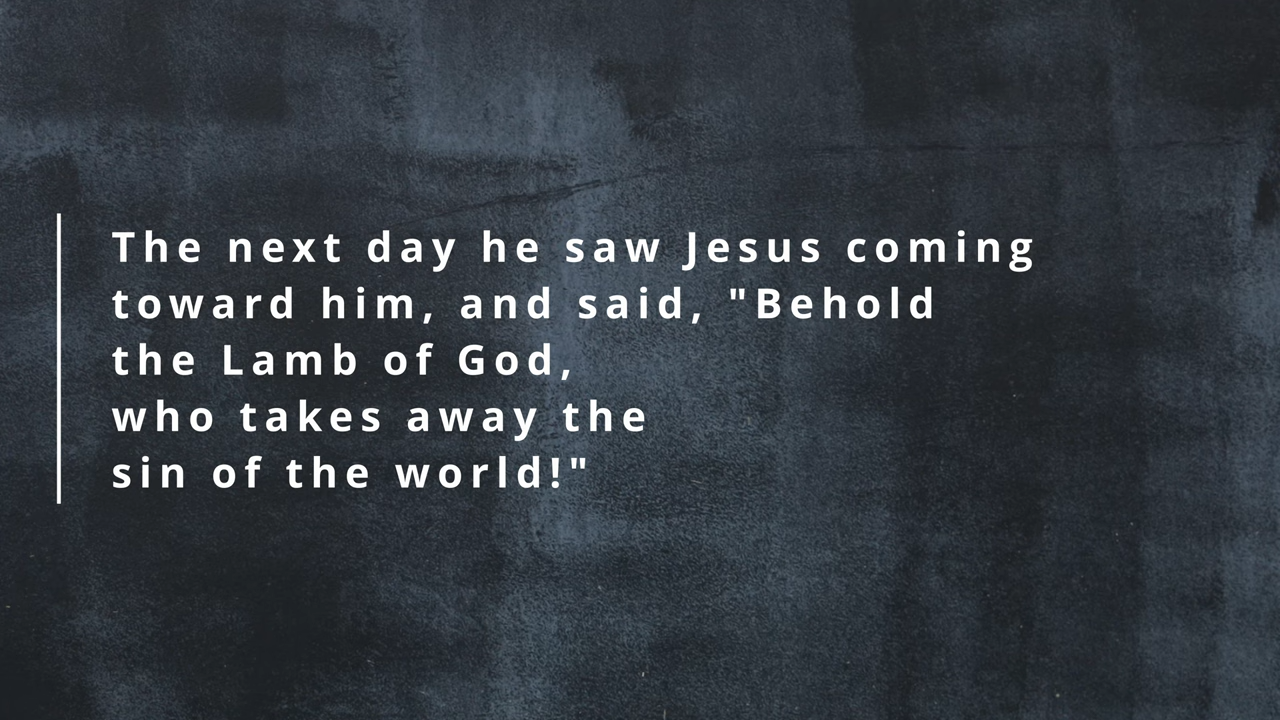 The next day he saw Jesus coming
toward him, and said, "Behold
the Lamb of God,
who takes away the
sin of the world!"